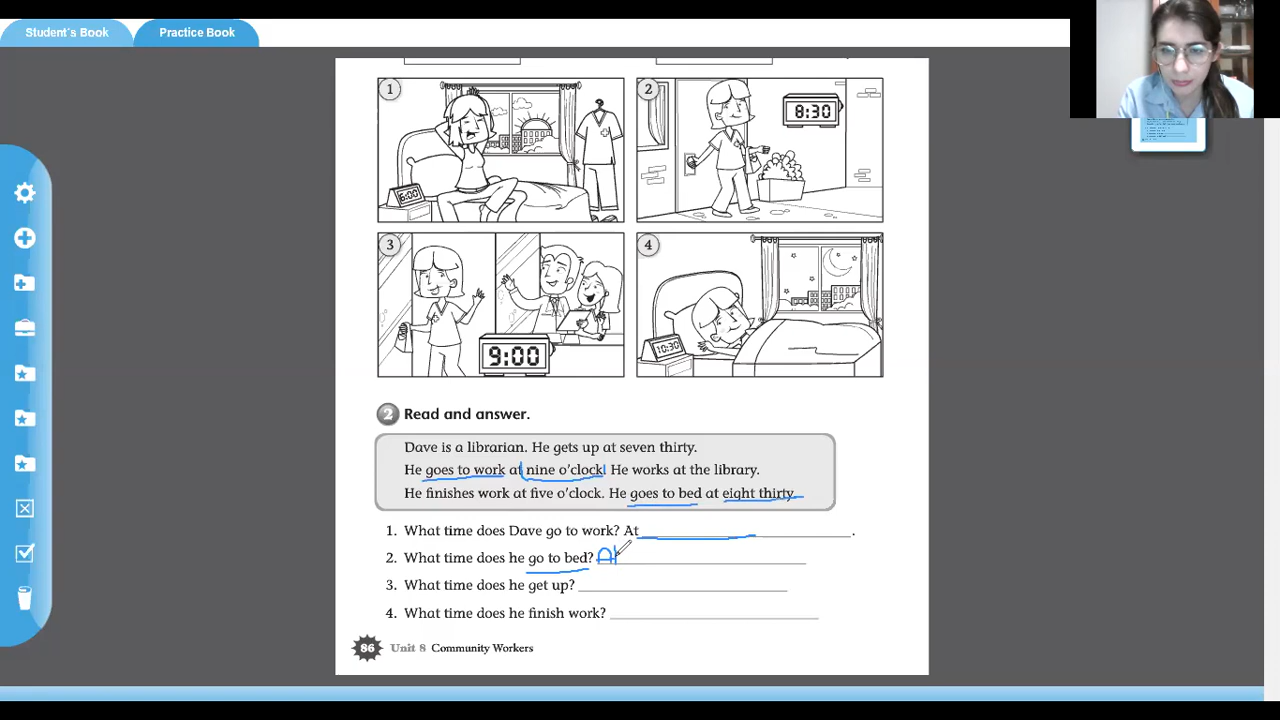 Student's Book
Practice Book
1
2
6:00
8:30
3
4
9:00
10:30
2 Read and answer.
Dave is a librarian. He gets up at seven thirty.
He goes to work at nine o'clock. He works at the library.
He finishes work at five o'clock. He goes to bed at eight thirty.
1. What time does Dave go to work? At .
2. What time does he go to bed? At
3. What time does he get up?
4. What time does he finish work?
86 Unit 8 Community Workers